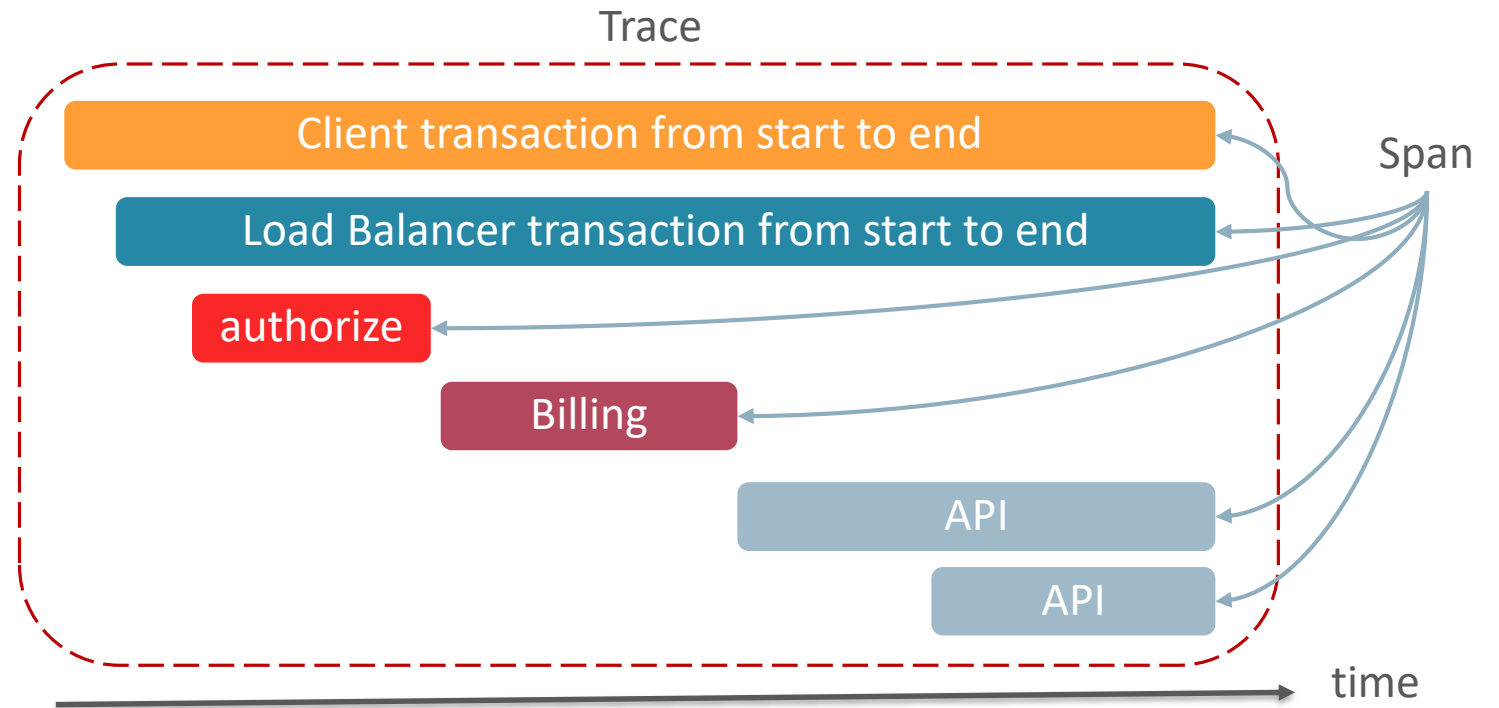 Trace
Client transaction from start to end
Span
Load Balancer transaction from start to end
authorize
Billing
API
API
time